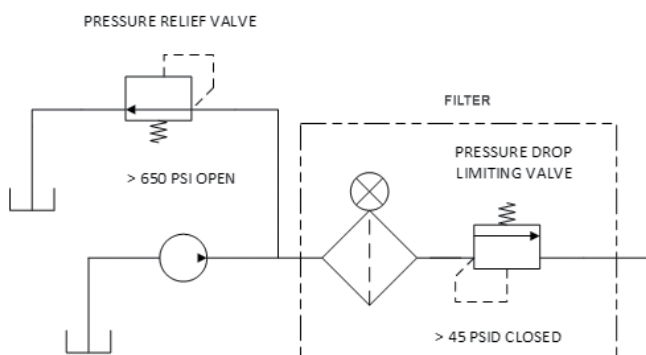 PRESSURE RELIEF VALVE
> 650 PSI OPEN
FILTER
PRESSURE DROP
LIMITING VALVE
> 45 PSID CLOSED